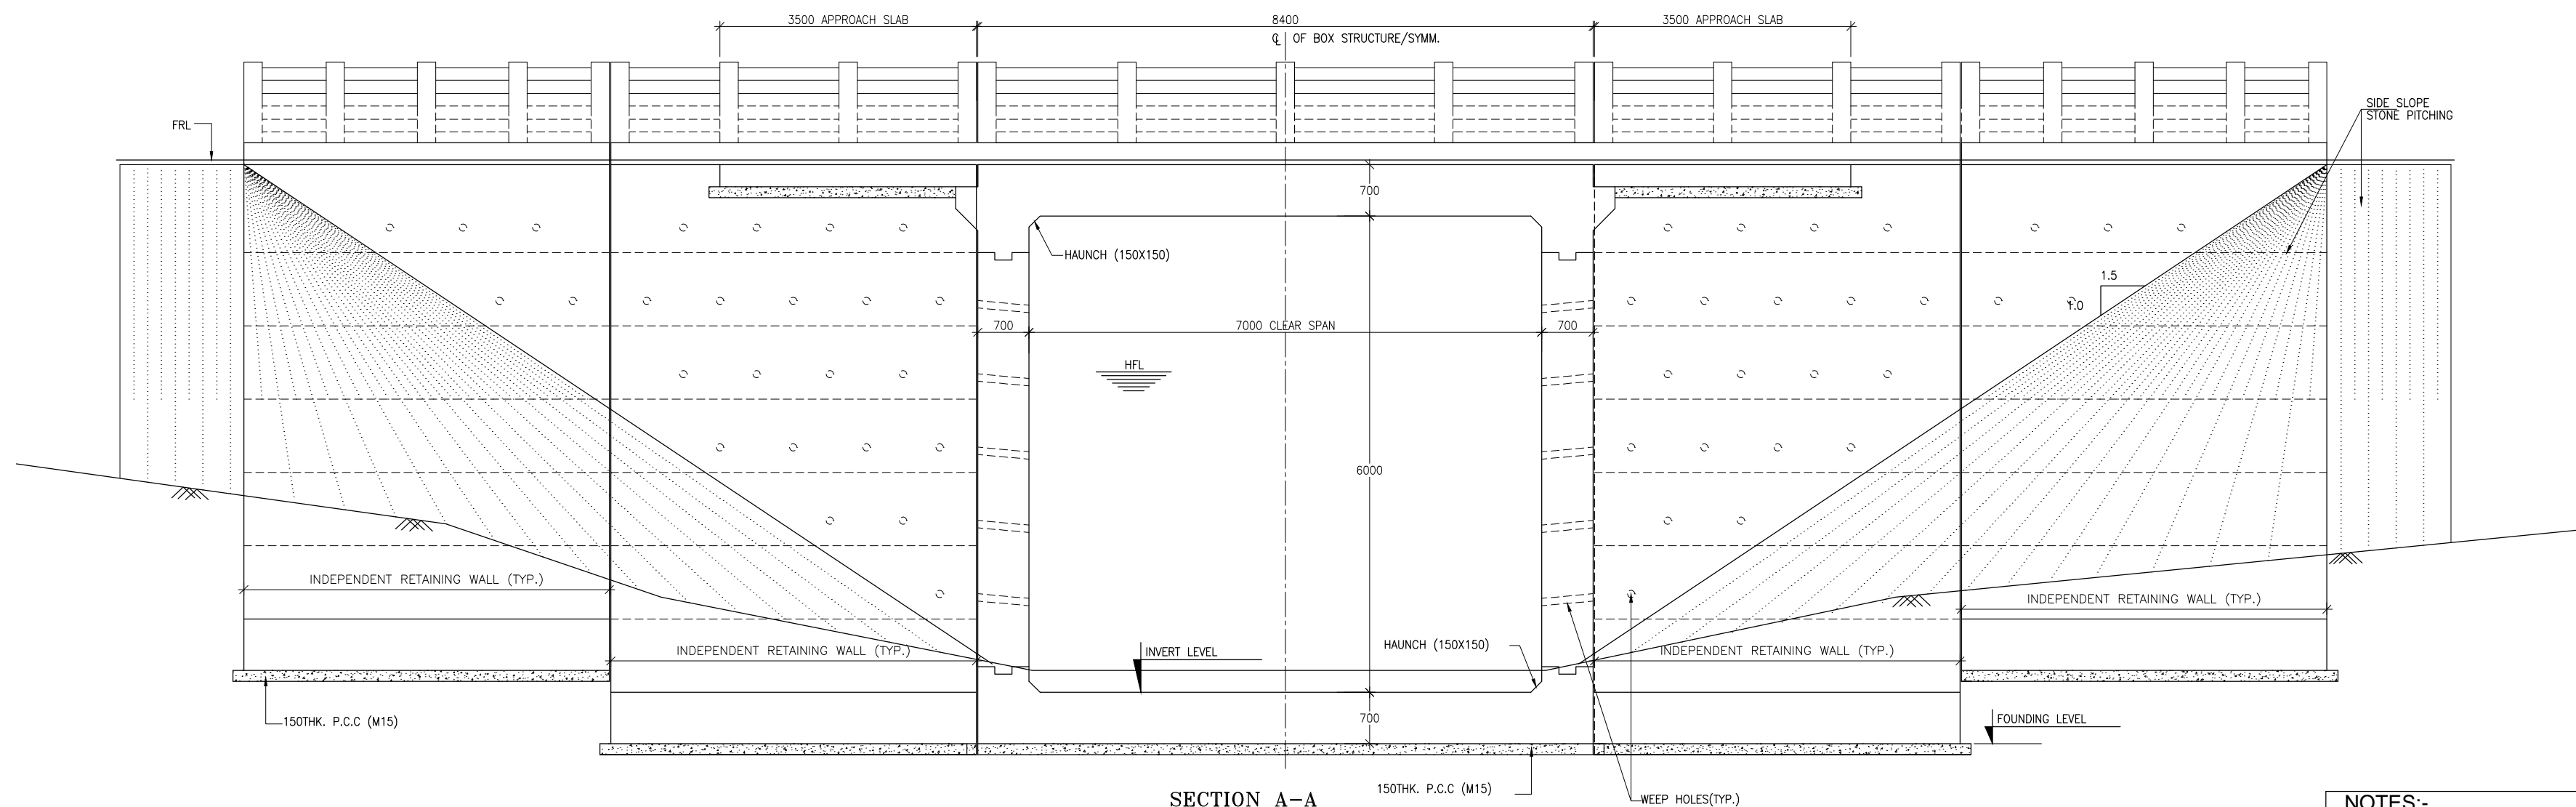 3500 APPROACH SLAB
8400
3500 APPROACH SLAB
℄ OF BOX STRUCTURE/SYMM.
FRL
SIDE SLOPE
STONE PITCHING
700
HAUNCH (150X150)
1.5
1.0
700
7000 CLEAR SPAN
700
HFL
6000
INDEPENDENT RETAINING WALL (TYP.)
INDEPENDENT RETAINING WALL (TYP.)
INDEPENDENT RETAINING WALL (TYP.)
INVERT LEVEL
HAUNCH (150X150)
INDEPENDENT RETAINING WALL (TYP.)
150THK. P.C.C (M15)
700
FOUNDING LEVEL
150THK. P.C.C (M15)
WEEP HOLES(TYP.)
SECTION A-A
NOTES:-